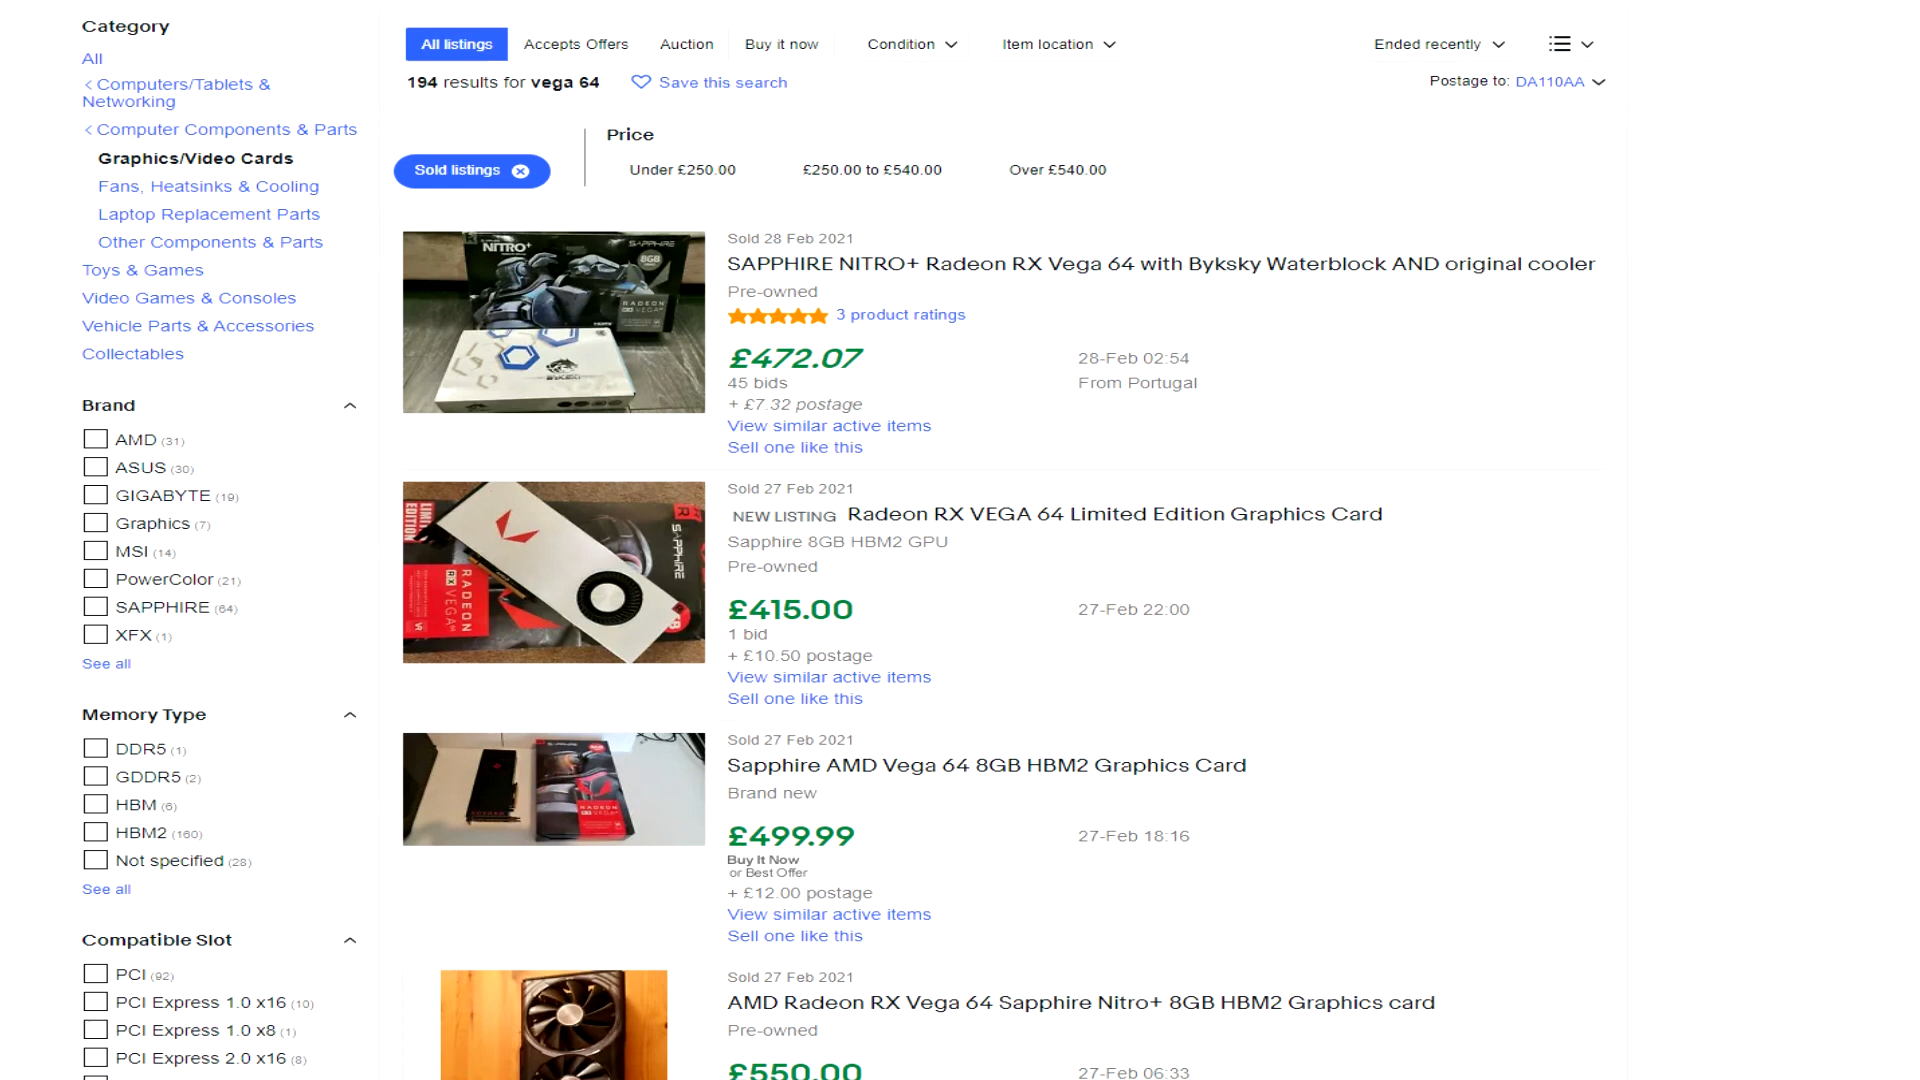 Category
All
< Computers/Tablets &
Networking
< Computer Components & Parts
Graphics/Video Cards
Fans, Heatsinks & Cooling
Laptop Replacement Parts
Other Components & Parts
Toys & Games
Video Games & Consoles
Vehicle Parts & Accessories
Collectables
Brand
AMD (31)
ASUS (30)
GIGABYTE (19)
Graphics (7)
MSI (14)
PowerColor (21)
SAPPHIRE (64)
XFX (1)
See all
Memory Type
DDR5 (1)
GDDR5 (2)
HBM (6)
HBM2 (160)
Not specified (28)
See all
Compatible Slot
PCI (92)
PCI Express 1.0 x16 (10)
PCI Express 1.0 x8 (1)
PCI Express 2.0 x16 (8)
All listings Accepts Offers Auction Buy it now Condition Item location Ended recently
194 results for vega 64 Save this search Postage to: DA110AA
Price
Sold listings Under £250.00 £250.00 to £540.00 Over £540.00
NITRO+
SAPPHIRE
8GB
RADEON
RX VEGA
Sold 28 Feb 2021
SAPPHIRE NITRO+ Radeon RX Vega 64 with Byksky Waterblock AND original cooler
Pre-owned
3 product ratings
£472.07 28-Feb 02:54
45 bids From Portugal
+ £7.32 postage
View similar active items
Sell one like this
LIMITED
EDITION
SAPPHIRE
RADEON
RX VEGA
Sold 27 Feb 2021
NEW LISTING Radeon RX VEGA 64 Limited Edition Graphics Card
Sapphire 8GB HBM2 GPU
Pre-owned
£415.00 27-Feb 22:00
1 bid
+ £10.50 postage
View similar active items
Sell one like this
RADEON
Sold 27 Feb 2021
Sapphire AMD Vega 64 8GB HBM2 Graphics Card
Brand new
£499.99 27-Feb 18:16
Buy It Now
or Best Offer
+ £12.00 postage
View similar active items
Sell one like this
Sold 27 Feb 2021
AMD Radeon RX Vega 64 Sapphire Nitro+ 8GB HBM2 Graphics card
Pre-owned
£550.00 27-Feb 06:33